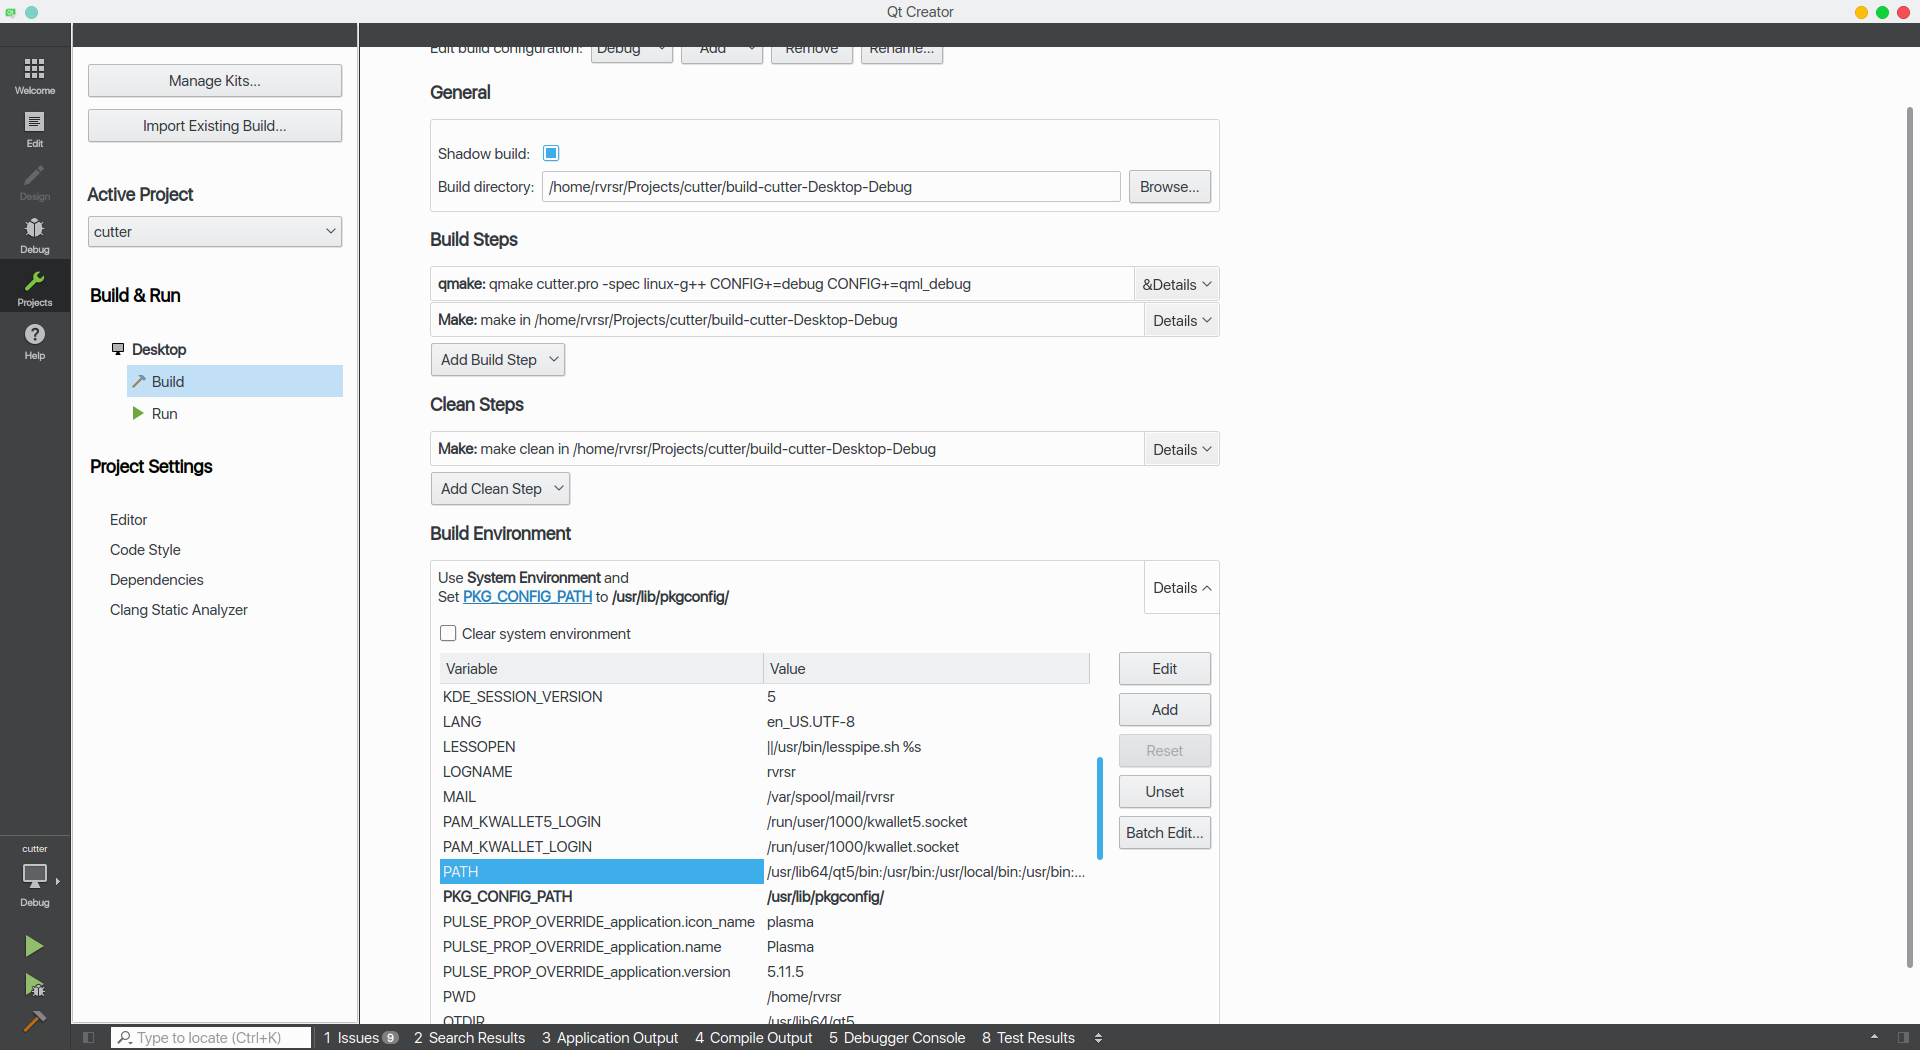 Qt Creator
Welcome
Edit
Design
Debug
Projects
Help
cutter
Debug
Manage Kits...
Import Existing Build...
Active Project
cutter
Build & Run
Desktop
Build
Run
Project Settings
Editor
Code Style
Dependencies
Clang Static Analyzer
Edit build configuration: Debug Add Remove Rename...
General
Shadow build:
Build directory: /home/rvrsr/Projects/cutter/build-cutter-Desktop-Debug Browse...
Build Steps
qmake: qmake cutter.pro -spec linux-g++ CONFIG+=debug CONFIG+=qml_debug &Details
Make: make in /home/rvrsr/Projects/cutter/build-cutter-Desktop-Debug Details
Add Build Step
Clean Steps
Make: make clean in /home/rvrsr/Projects/cutter/build-cutter-Desktop-Debug Details
Add Clean Step
Build Environment
Use System Environment and
Set PKG_CONFIG_PATH to /usr/lib/pkgconfig/
Details
Clear system environment
Variable Value
KDE_SESSION_VERSION 5
LANG en_US.UTF-8
LESSOPEN ||/usr/bin/lesspipe.sh %s
LOGNAME rvrsr
MAIL /var/spool/mail/rvrsr
PAM_KWALLET5_LOGIN /run/user/1000/kwallet5.socket
PAM_KWALLET_LOGIN /run/user/1000/kwallet.socket
PATH /usr/lib64/qt5/bin:/usr/bin:/usr/local/bin:/usr/bin:...
PKG_CONFIG_PATH /usr/lib/pkgconfig/
PULSE_PROP_OVERRIDE_application.icon_name plasma
PULSE_PROP_OVERRIDE_application.name Plasma
PULSE_PROP_OVERRIDE_application.version 5.11.5
PWD /home/rvrsr
QTDIR /usr/lib64/qt5
Edit
Add
Reset
Unset
Batch Edit...
Type to locate (Ctrl+K) 1 Issues 9 2 Search Results 3 Application Output 4 Compile Output 5 Debugger Console 8 Test Results